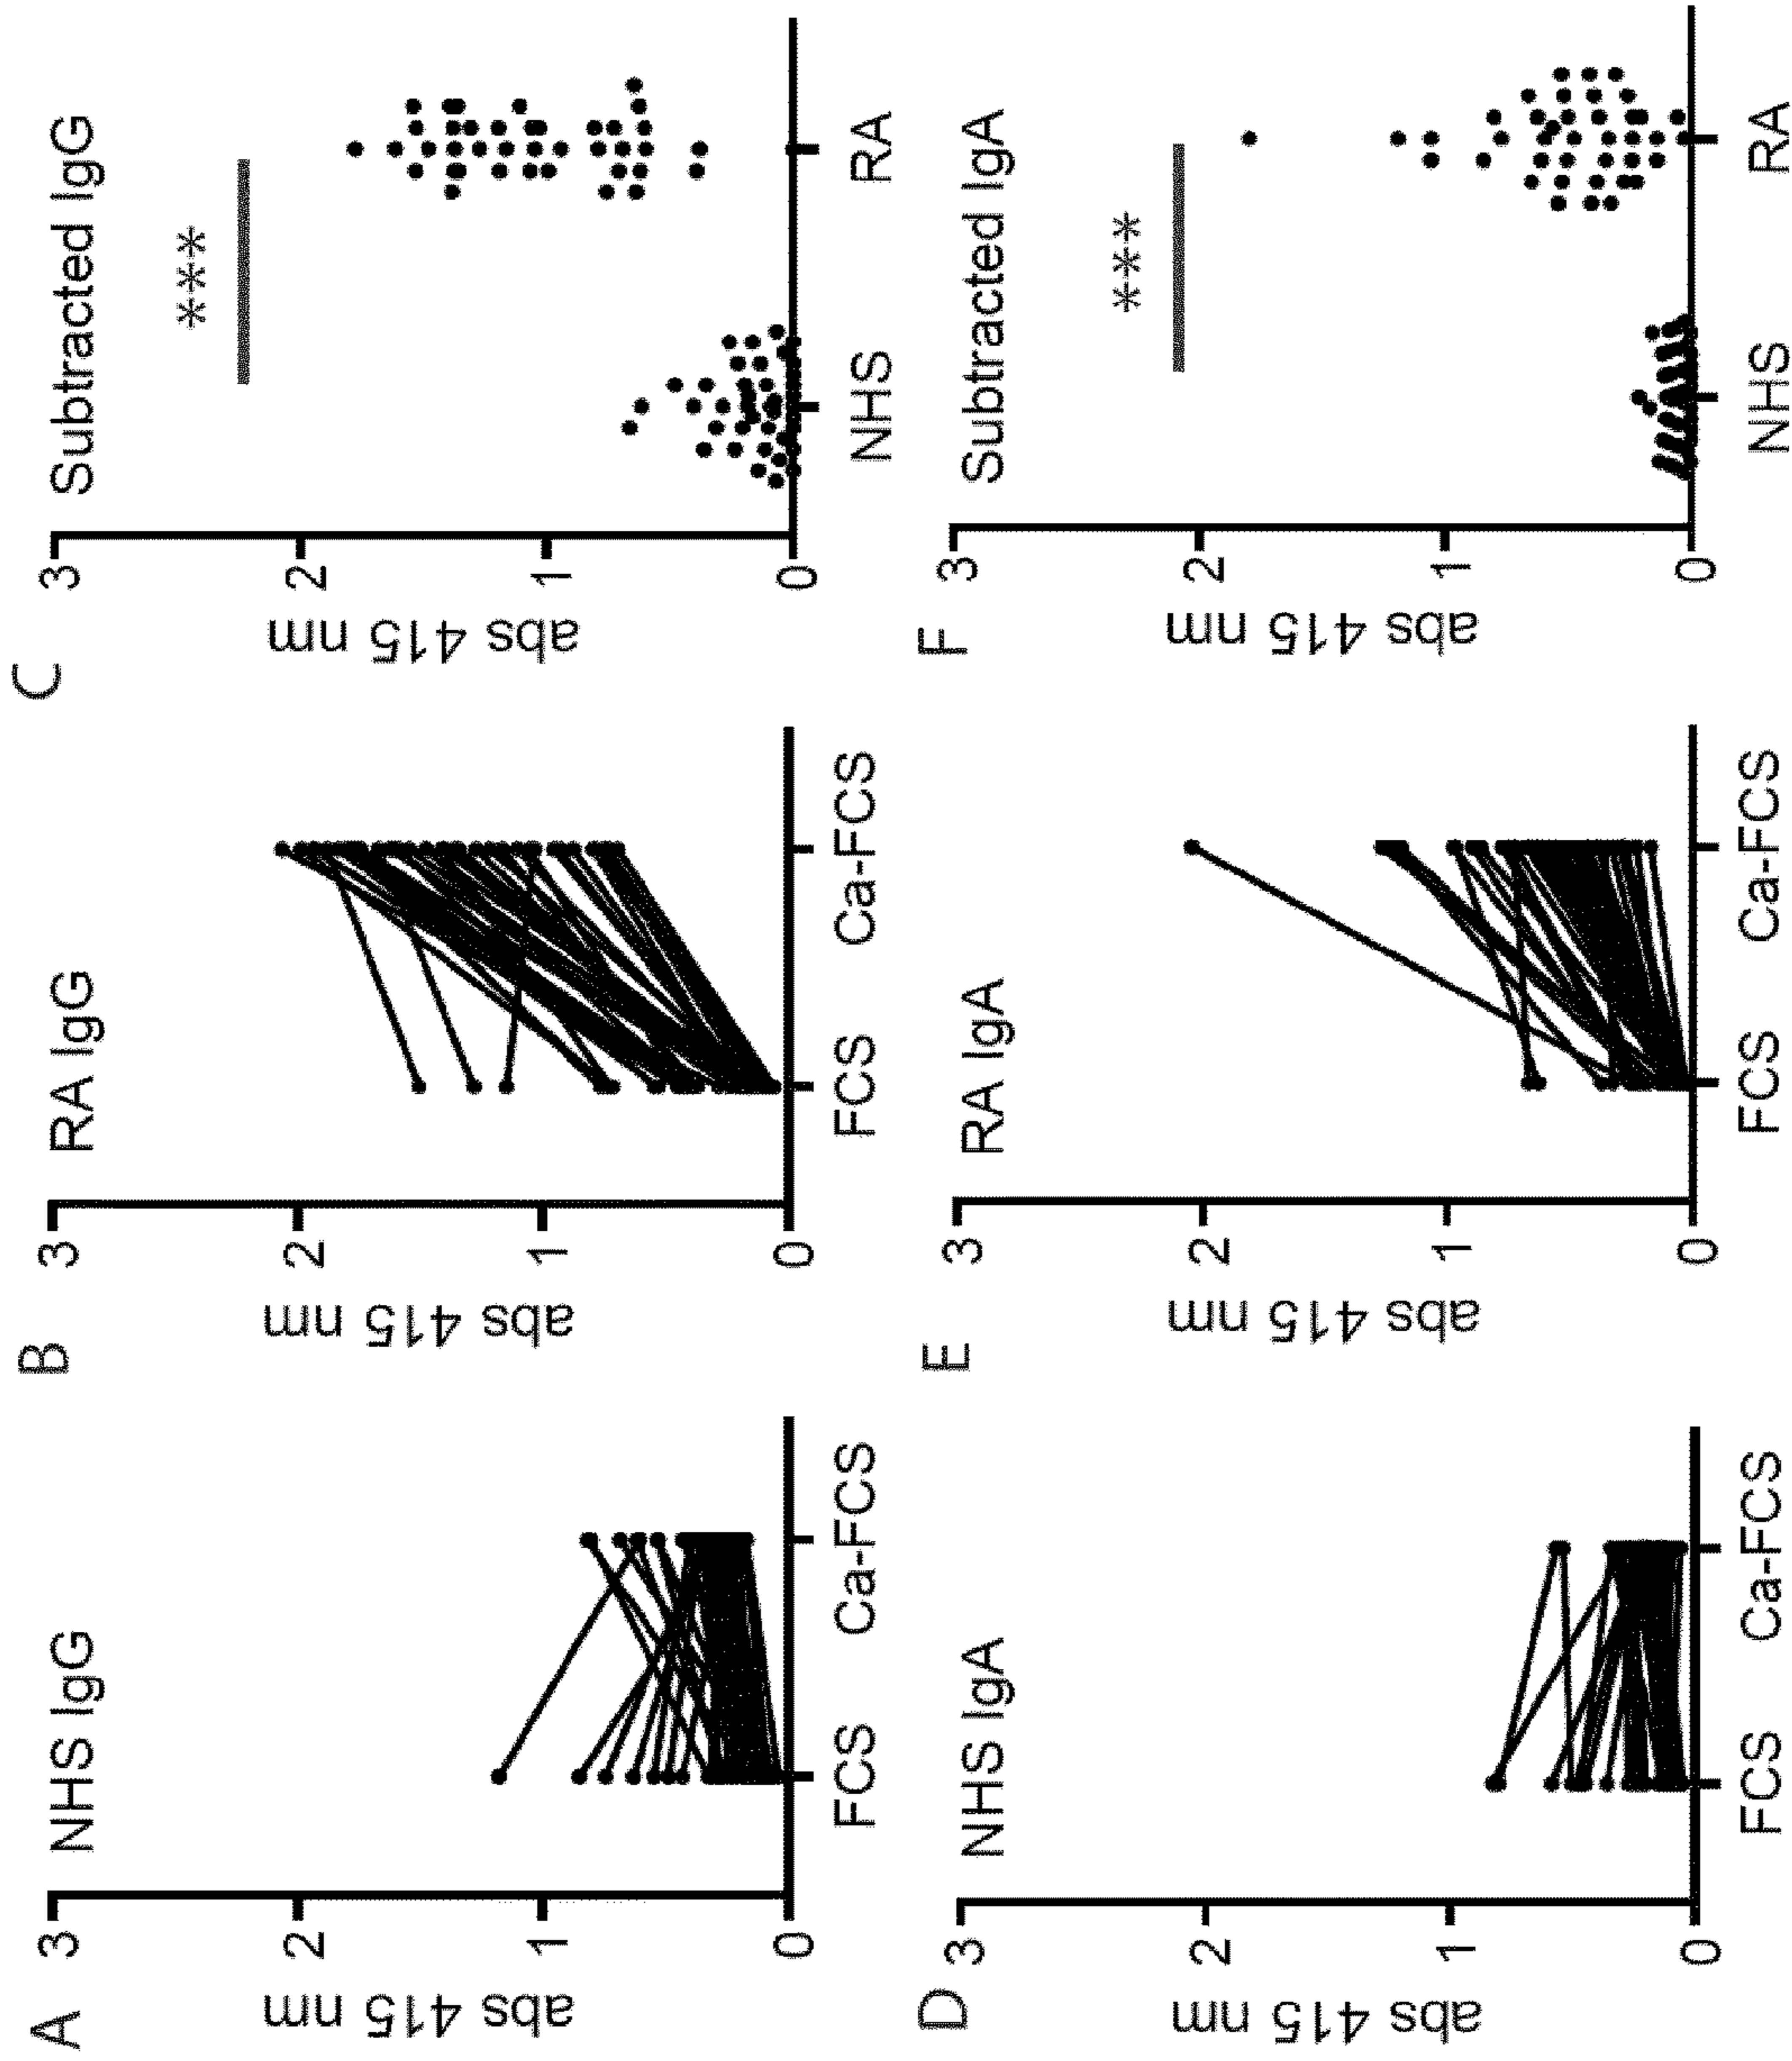 A
NHS IgG
abs 415 nm
3
2
1
0
FCS
Ca-FCS
B
RA IgG
abs 415 nm
3
2
1
0
FCS
Ca-FCS
C
Subtracted IgG
***
abs 415 nm
3
2
1
0
NHS
RA
D
NHS IgA
abs 415 nm
3
2
1
0
FCS
Ca-FCS
E
RA IgA
abs 415 nm
3
2
1
0
FCS
Ca-FCS
F
Subtracted IgA
***
abs 415 nm
3
2
1
0
NHS
RA